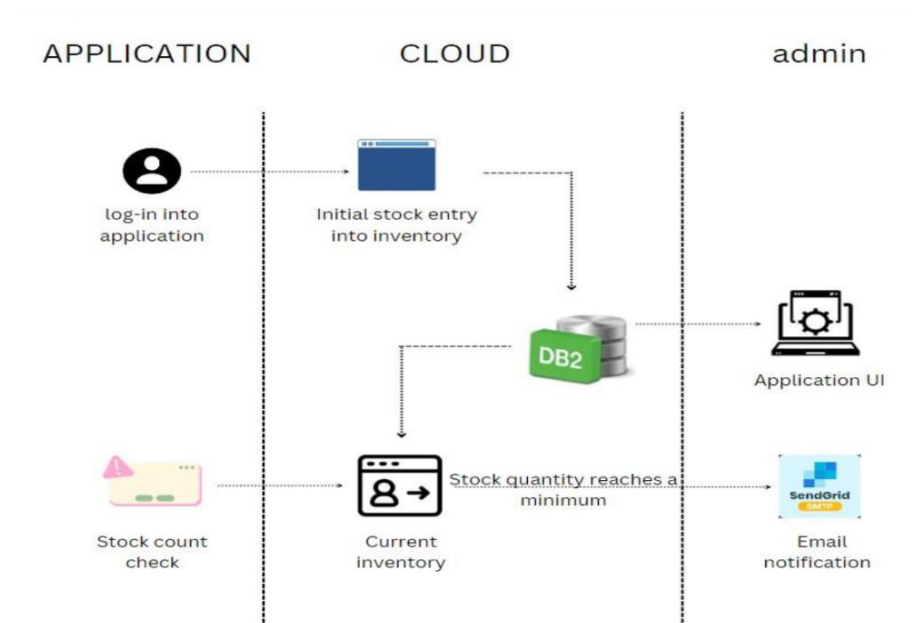 APPLICATION
CLOUD
admin
log-in into
application
Initial stock entry
into inventory
DB2
Application UI
Stock count
check
Current
inventory
Stock quantity reaches a
minimum
SendGrid
SMTP
Email
notification